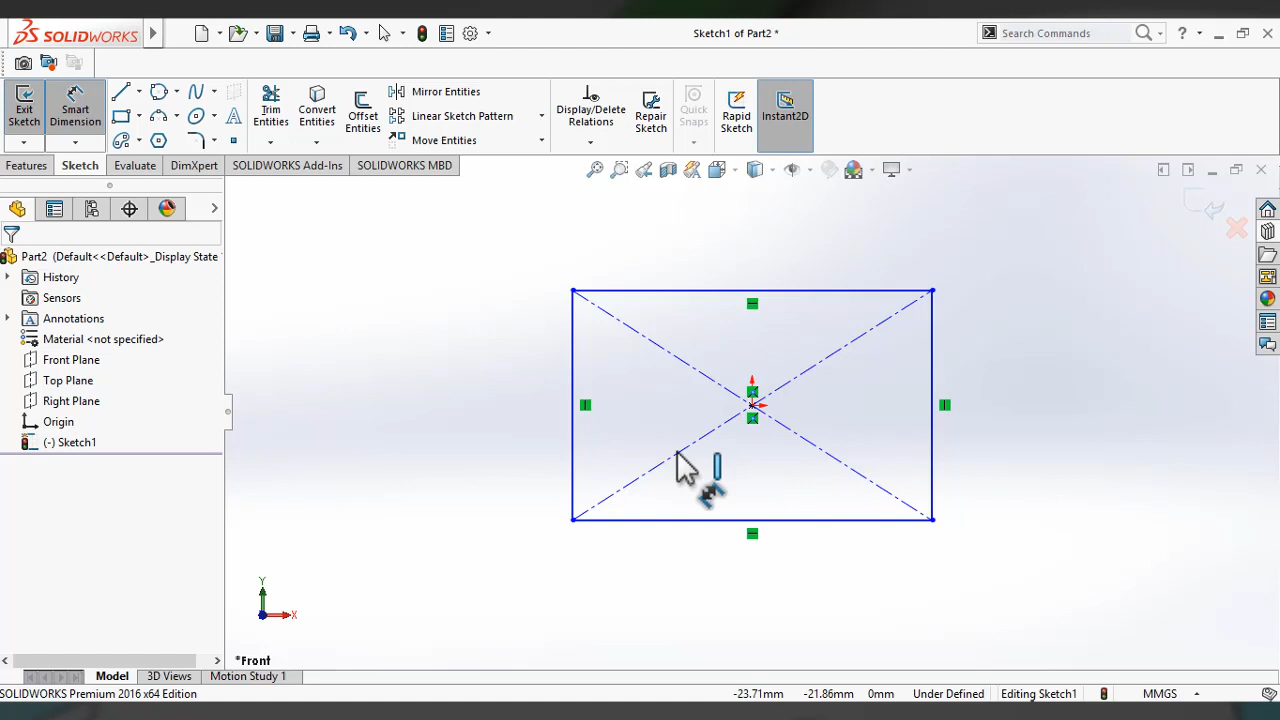 SOLIDWORKS
Sketch1 of Part2 *
Search Commands
?
Exit Sketch
Smart Dimension
Trim Entities
Convert Entities
Offset Entities
Mirror Entities
Linear Sketch Pattern
Move Entities
Display/Delete Relations
Repair Sketch
Quick Snaps
Rapid Sketch
Instant2D
Features
Sketch
Evaluate
DimXpert
SOLIDWORKS Add-Ins
SOLIDWORKS MBD
Part2 (Default<<Default>_Display State
History
Sensors
Annotations
Material <not specified>
Front Plane
Top Plane
Right Plane
Origin
(-) Sketch1
Y
X
*Front
Model
3D Views
Motion Study 1
SOLIDWORKS Premium 2016 x64 Edition
-23.71mm
-21.86mm
0mm
Under Defined
Editing Sketch1
MMGS